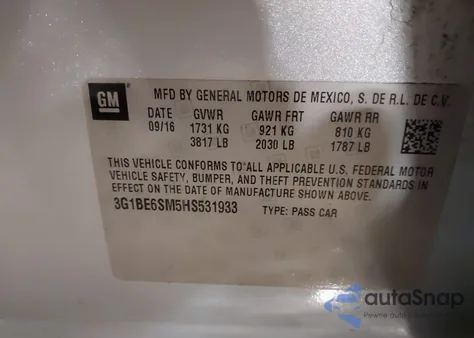 GM
MFD BY GENERAL MOTORS DE MEXICO, S. DE R.L. DE C.V.
DATE GVWR GAWR FRT GAWR RR
09/16 1731 KG 921 KG 810 KG
3817 LB 2030 LB 1787 LB
THIS VEHICLE CONFORMS TO ALL APPLICABLE U.S. FEDERAL MOTOR
VEHICLE SAFETY, BUMPER, AND THEFT PREVENTION STANDARDS IN
EFFECT ON THE DATE OF MANUFACTURE SHOWN ABOVE.
3G1BE6SM5HS531933 TYPE: PASS CAR
autoSnap
Pewne auto powypadkowe